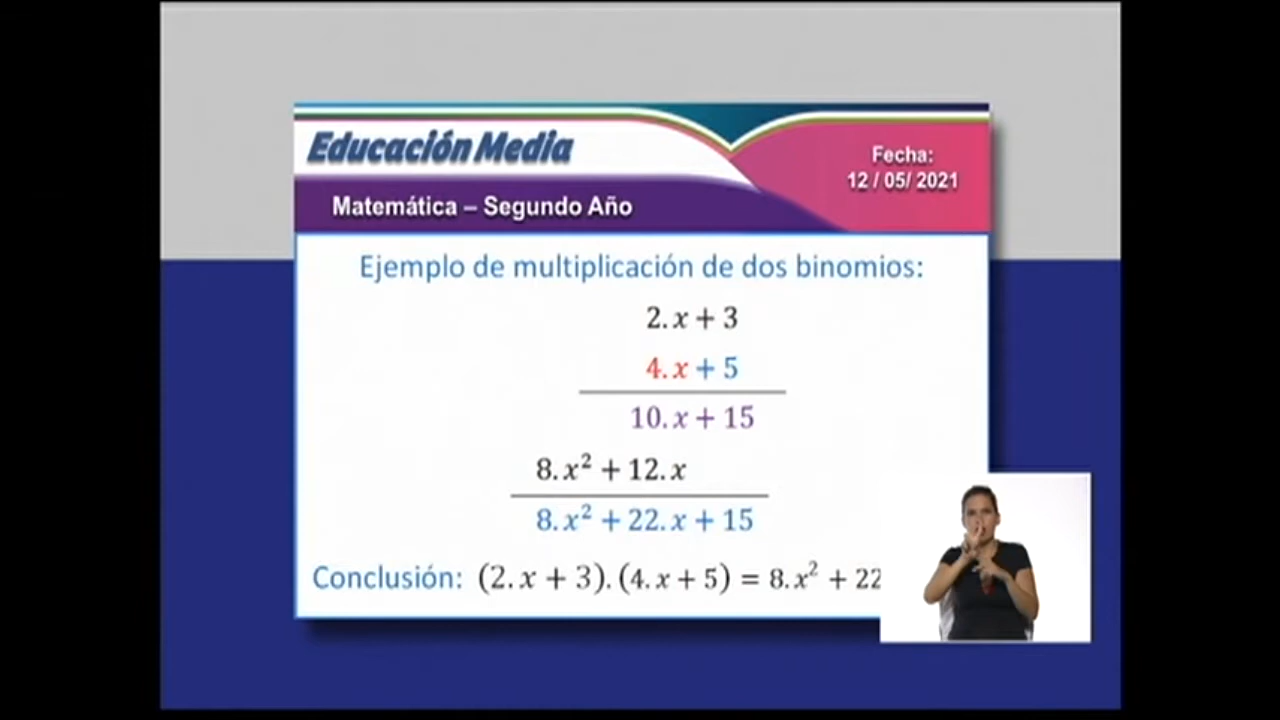 Educación Media
Fecha:
12 / 05/ 2021
Matemática – Segundo Año
Ejemplo de multiplicación de dos binomios:
2. x + 3
4. x + 5
10. x + 15
8. x² + 12. x
8. x² + 22. x + 15
Conclusión: (2. x + 3). (4. x + 5) = 8. x² + 22